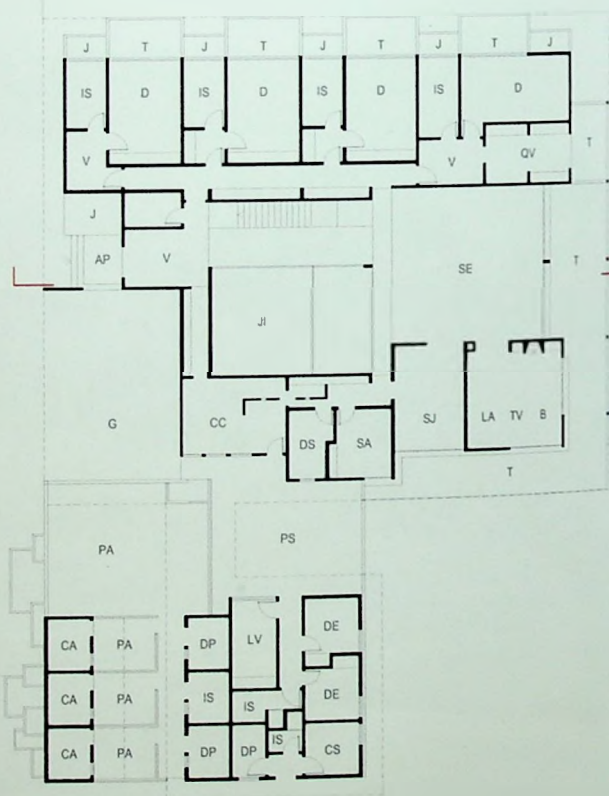 J T J T J T J T J
IS D IS D IS D IS D
V V QV T
J
AP V SE T
JI
G CC DS SA SJ LA TV B
T
PA PS
CA PA DP LV DE
CA PA IS IS DE
CA PA DP DP IS CS